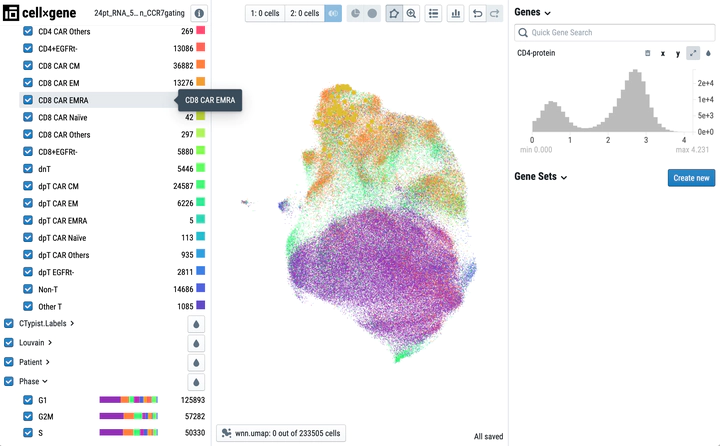 cellxgene
24pt_RNA_5... n_CCR7gating
1: 0 cells
2: 0 cells
CD4 CAR Others 269
CD4+EGFRt- 13086
CD8 CAR CM 36882
CD8 CAR EM 13276
CD8 CAR EMRA
CD8 CAR EMRA
CD8 CAR Naïve 42
CD8 CAR Others 297
CD8+EGFRt- 5880
dnT 5446
dpT CAR CM 24587
dpT CAR EM 6226
dpT CAR EMRA 5
dpT CAR Naïve 113
dpT CAR Others 935
dpT EGFRt- 2811
Non-T 14686
Other T 1085
CTypist.Labels
Louvain
Patient
Phase
G1 125893
G2M 57282
S 50330
wnn.umap: 0 out of 233505 cells
All saved
Genes
Quick Gene Search
CD4-protein
x y
2e+4
1e+4
5e+3
0e+0
0 1 2 3 4
min 0.000 max 4.231
Gene Sets
Create new